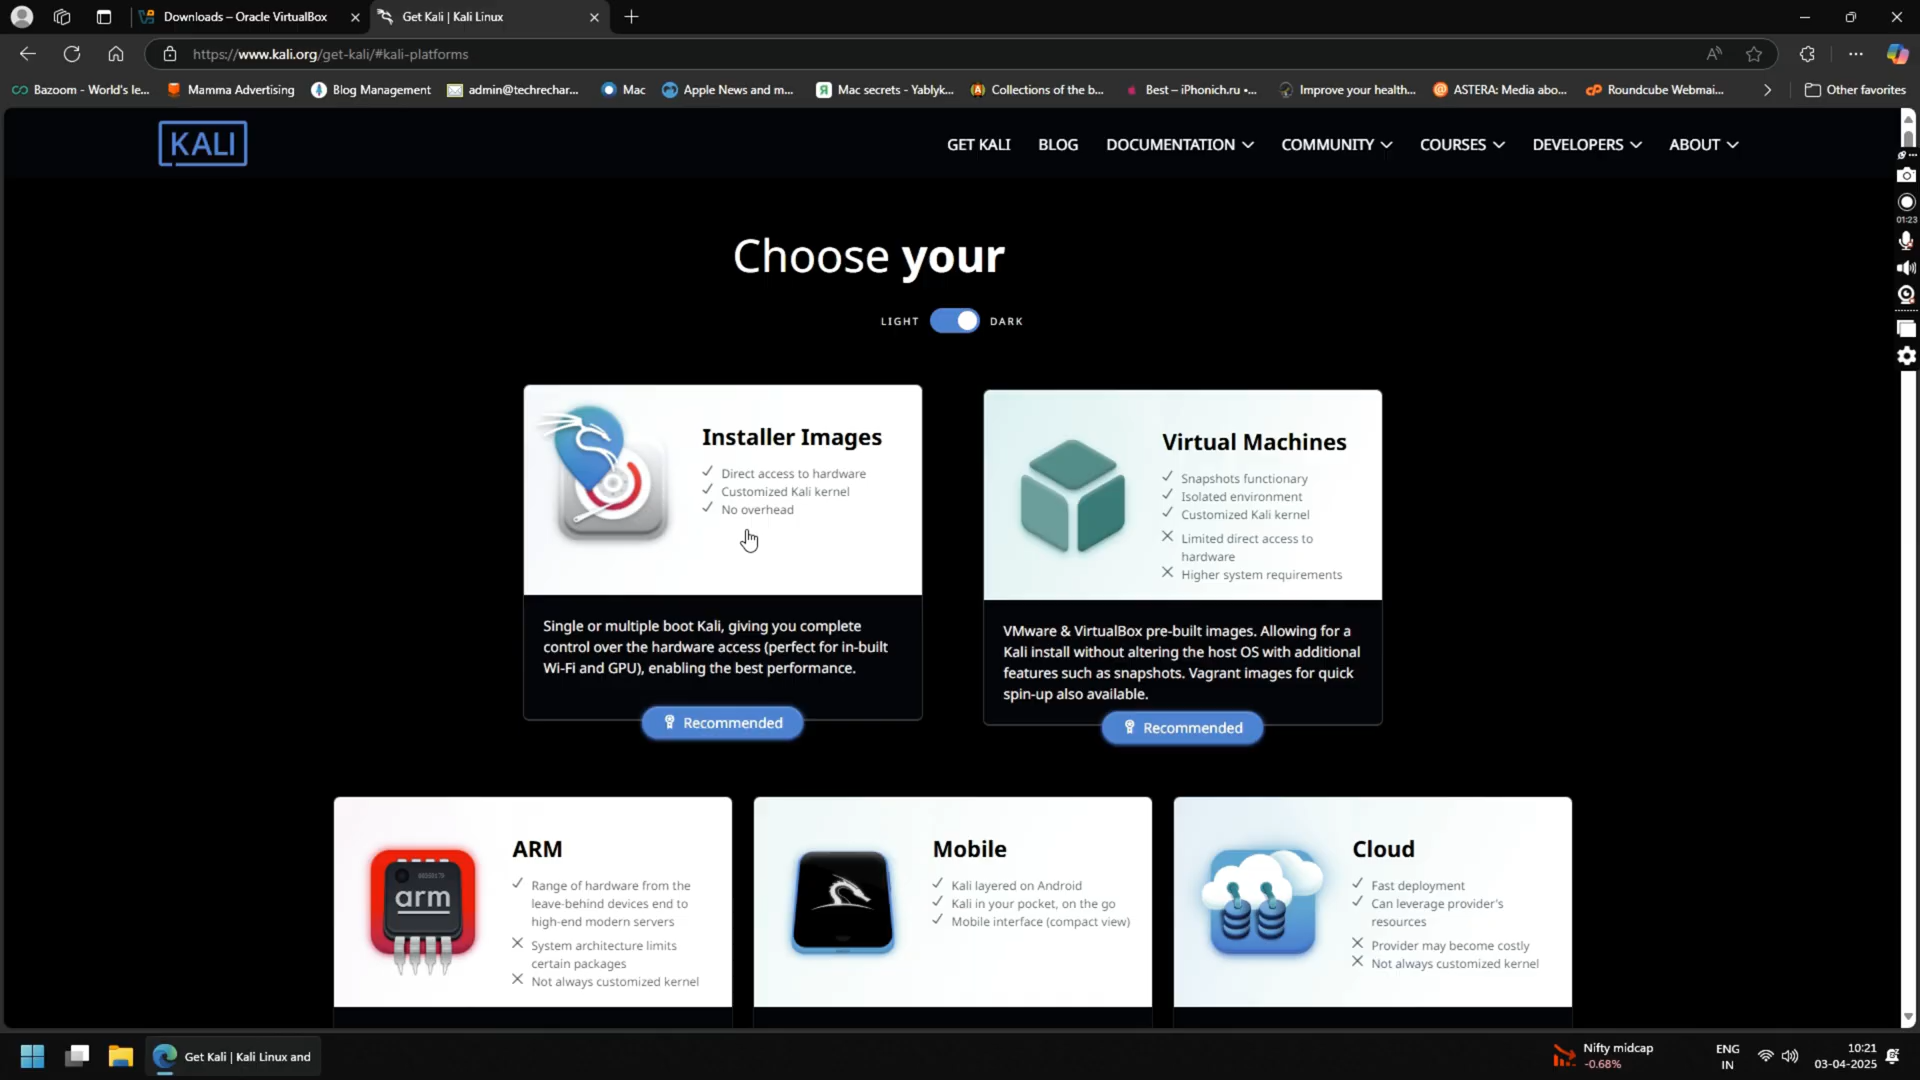 Downloads – Oracle VirtualBox
Get Kali | Kali Linux
https://www.kali.org/get-kali/#kali-platforms
Bazoom - World's le...
Mamma Advertising
Blog Management
admin@techrechar...
Mac
Apple News and m...
Mac secrets - Yablyk...
Collections of the b...
Best – iPhonich.ru •...
Improve your health...
ASTERA: Media abo...
Roundcube Webmai...
Other favorites
KALI
GET KALI
BLOG
DOCUMENTATION
COMMUNITY
COURSES
DEVELOPERS
ABOUT
01:23
Choose your
LIGHT
DARK
Installer Images
Direct access to hardware
Customized Kali kernel
No overhead
Single or multiple boot Kali, giving you complete
control over the hardware access (perfect for in-built
Wi-Fi and GPU), enabling the best performance.
Recommended
Virtual Machines
Snapshots functionary
Isolated environment
Customized Kali kernel
Limited direct access to
hardware
Higher system requirements
VMware & VirtualBox pre-built images. Allowing for a
Kali install without altering the host OS with additional
features such as snapshots. Vagrant images for quick
spin-up also available.
Recommended
ARM
arm
Range of hardware from the
leave-behind devices end to
high-end modern servers
System architecture limits
certain packages
Not always customized kernel
Mobile
Kali layered on Android
Kali in your pocket, on the go
Mobile interface (compact view)
Cloud
Fast deployment
Can leverage provider's
resources
Provider may become costly
Not always customized kernel
Get Kali | Kali Linux and
Nifty midcap
-0.68%
ENG
IN
10:21
03-04-2025